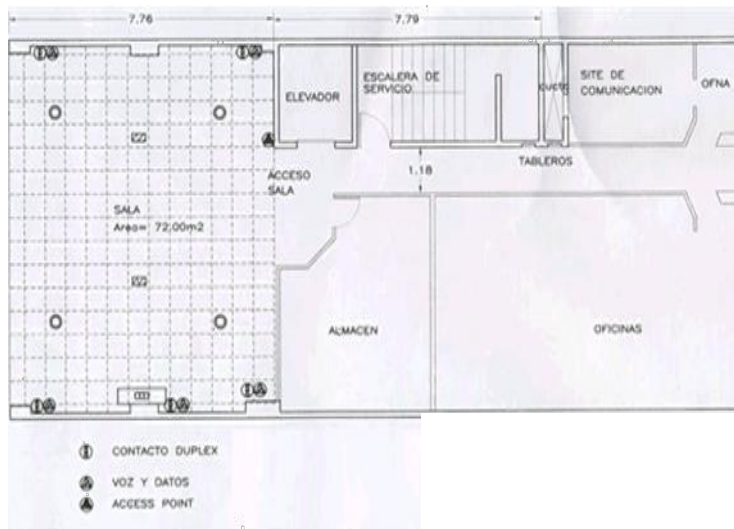 7.76
7.79
ELEVADOR
ESCALERA DE
SERVICIO
SITE DE
COMUNICACION
OFNA
TABLEROS
ACCESO
SALA
1.18
SALA
Area= 72.00m2
ALMACEN
OFICINAS
CONTACTO DUPLEX
VOZ Y DATOS
ACCESS POINT